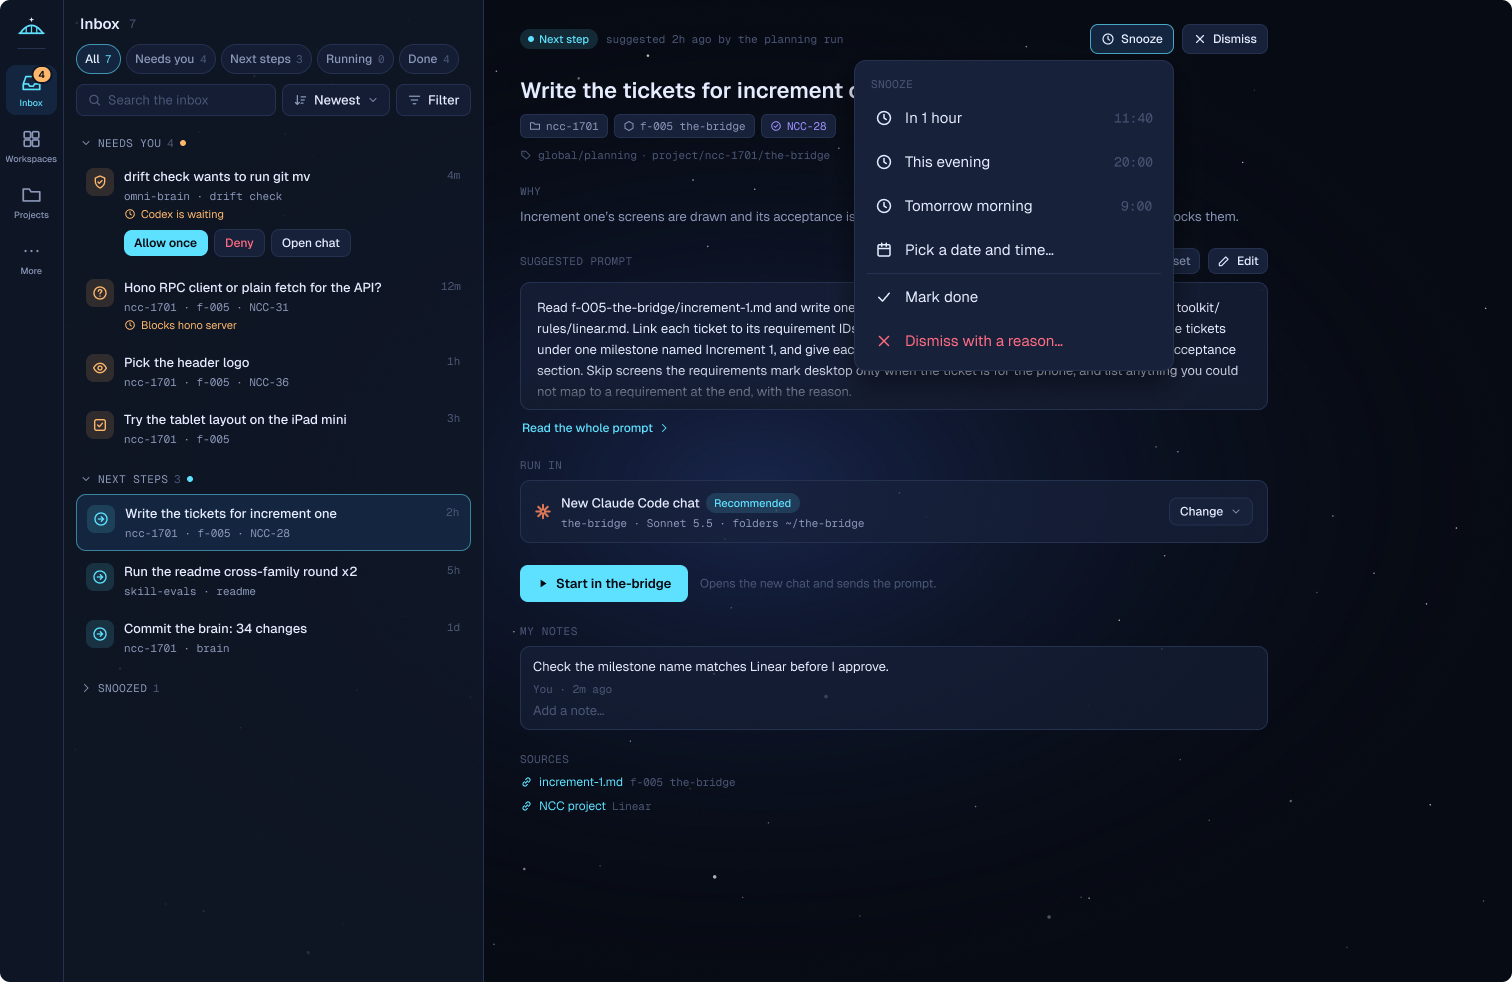 Inbox 7
All 7
Needs you 4
Next steps 3
Running 0
Done 4
Search the inbox
Newest
Filter
4
Inbox
Workspaces
Projects
More
NEEDS YOU 4
drift check wants to run git mv 4m
omni-brain · drift check
Codex is waiting
Allow once
Deny
Open chat
Hono RPC client or plain fetch for the API? 12m
ncc-1701 · f-005 · NCC-31
Blocks hono server
Pick the header logo 1h
ncc-1701 · f-005 · NCC-36
Try the tablet layout on the iPad mini 3h
ncc-1701 · f-005
NEXT STEPS 3
Write the tickets for increment one 2h
ncc-1701 · f-005 · NCC-28
Run the readme cross-family round x2 5h
skill-evals · readme
Commit the brain: 34 changes 1d
ncc-1701 · brain
SNOOZED 1
Next step
suggested 2h ago by the planning run
Snooze
Dismiss
Write the tickets for increment
ncc-1701
f-005 the-bridge
NCC-28
global/planning · project/ncc-1701/the-bridge
WHY
Increment one's screens are drawn and its acceptance is
ocks them.
SUGGESTED PROMPT
set
Edit
Read f-005-the-bridge/increment-1.md and write one
toolkit/
rules/linear.md. Link each ticket to its requirement IDs
e tickets
under one milestone named Increment 1, and give eac
cceptance
section. Skip screens the requirements mark desktop only when the ticket is for the phone, and list anything you could
not map to a requirement at the end, with the reason.
Read the whole prompt
SNOOZE
In 1 hour 11:40
This evening 20:00
Tomorrow morning 9:00
Pick a date and time…
Mark done
Dismiss with a reason…
RUN IN
New Claude Code chat
Recommended
the-bridge · Sonnet 5.5 · folders ~/the-bridge
Change
Start in the-bridge
Opens the new chat and sends the prompt.
MY NOTES
Check the milestone name matches Linear before I approve.
You · 2m ago
Add a note…
SOURCES
increment-1.md f-005 the-bridge
NCC project Linear